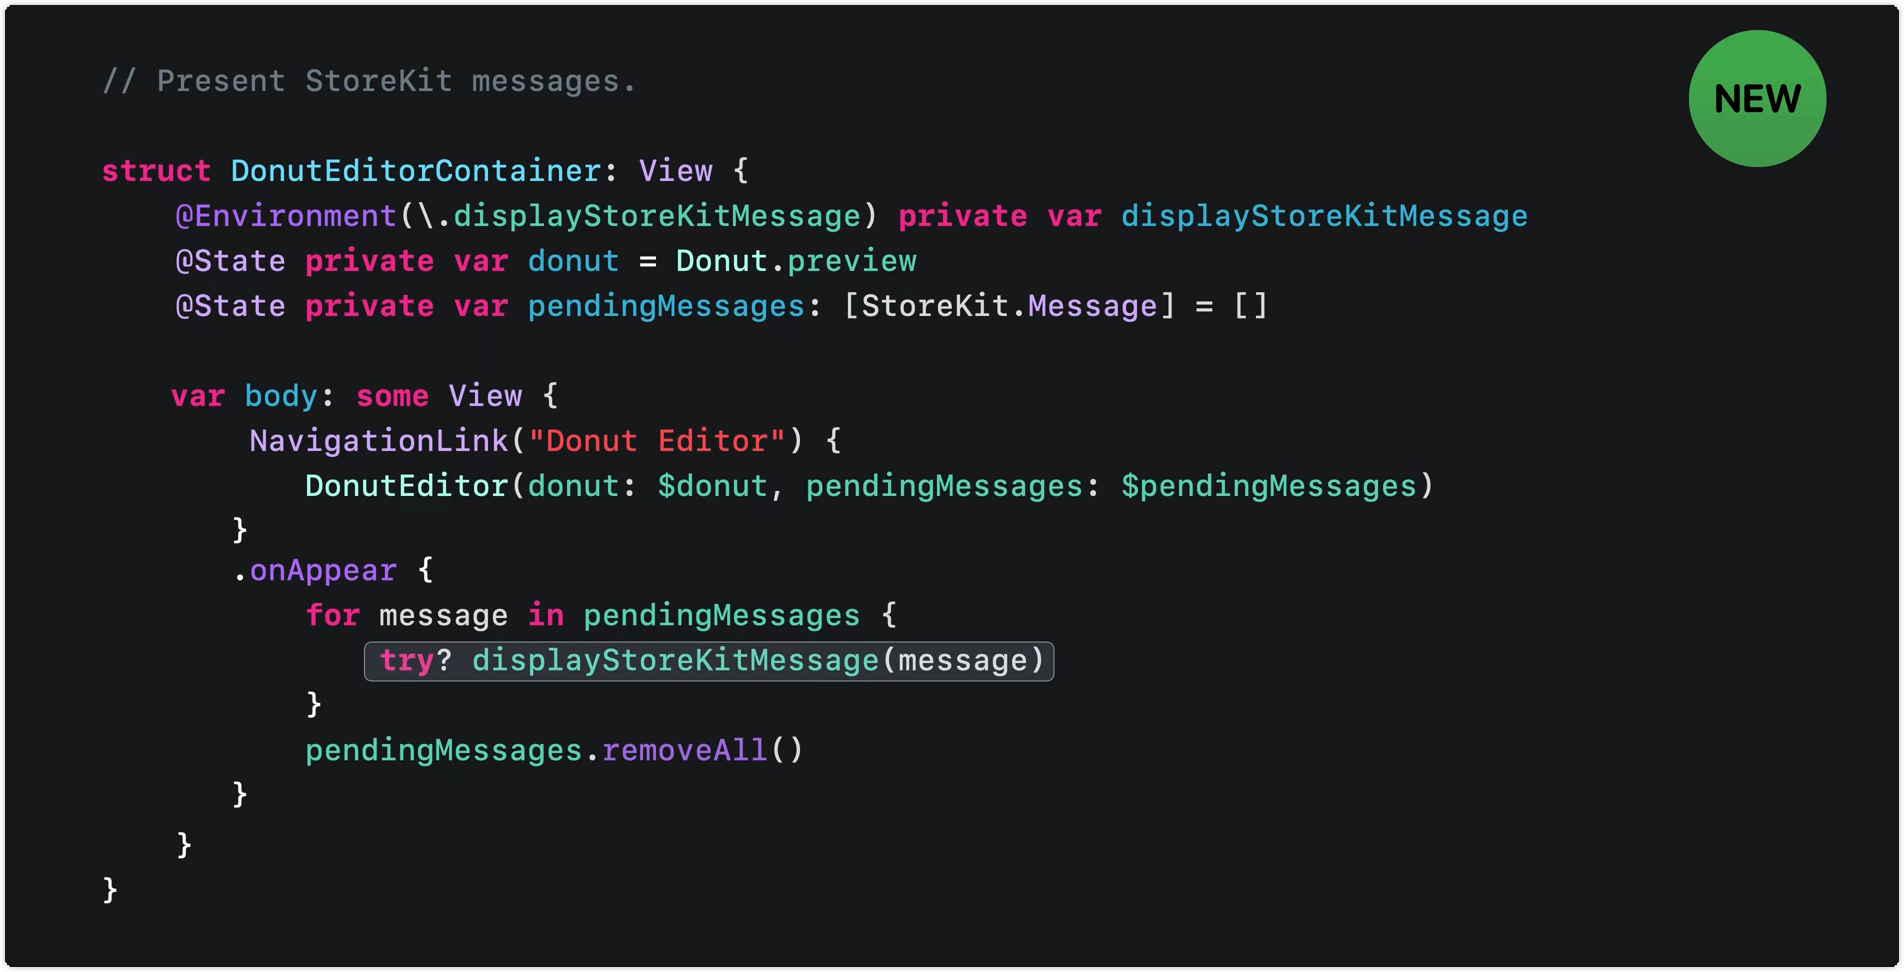 // Present StoreKit messages.
NEW
struct DonutEditorContainer: View {
@Environment(\.displayStoreKitMessage) private var displayStoreKitMessage
@State private var donut = Donut.preview
@State private var pendingMessages: [StoreKit.Message] = []
var body: some View {
NavigationLink("Donut Editor") {
DonutEditor(donut: $donut, pendingMessages: $pendingMessages)
}
.onAppear {
for message in pendingMessages {
try? displayStoreKitMessage(message)
}
pendingMessages.removeAll()
}
}
}